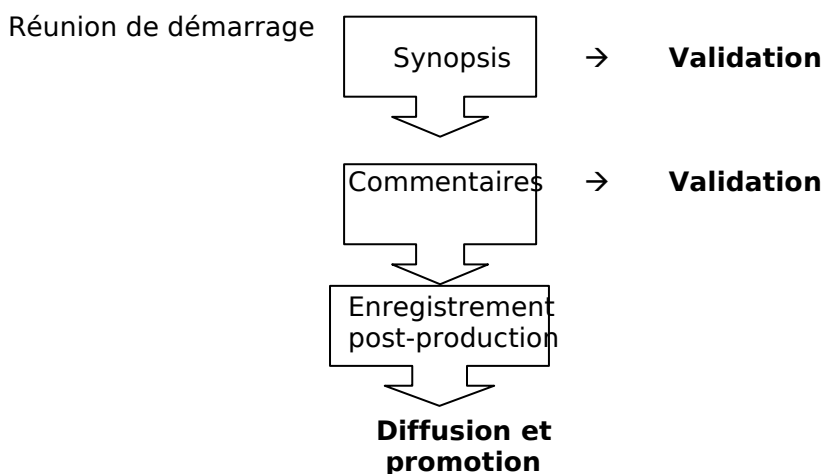 Réunion de démarrage
Synopsis → Validation
Commentaires → Validation
Enregistrement
post-production
Diffusion et
promotion